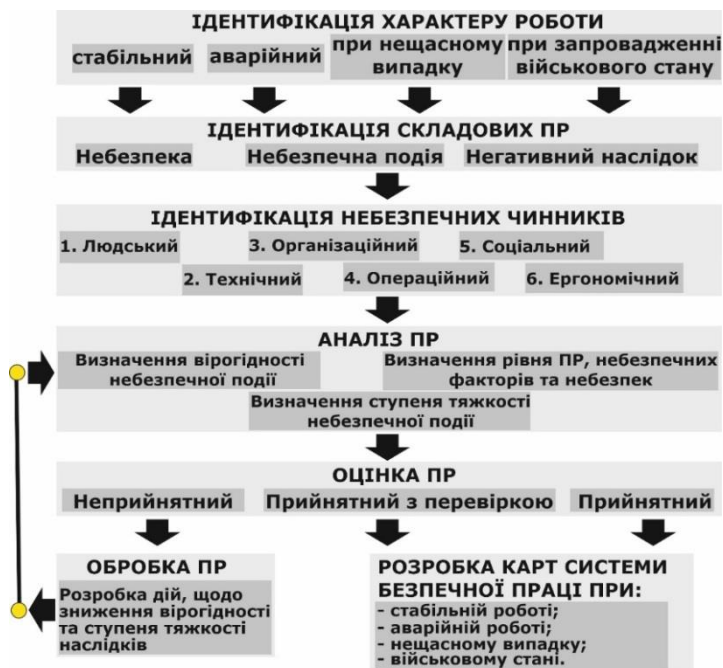 ІДЕНТИФІКАЦІЯ ХАРАКТЕРУ РОБОТИ
стабільний
аварійний
при нещасному
випадку
при запровадженні
військового стану
ІДЕНТИФІКАЦІЯ СКЛАДОВИХ ПР
Небезпека
Небезпечна подія
Негативний наслідок
ІДЕНТИФІКАЦІЯ НЕБЕЗПЕЧНИХ ЧИННИКІВ
1. Людський
3. Організаційний
5. Соціальний
2. Технічний
4. Операційний
6. Ергономічний
АНАЛІЗ ПР
Визначення вірогідності
небезпечної події
Визначення рівня ПР, небезпечних
факторів та небезпек
Визначення ступеня тяжкості
небезпечної події
ОЦІНКА ПР
Неприйнятний
Прийнятний з перевіркою
Прийнятний
ОБРОБКА ПР
Розробка дій, щодо
зниження вірогідності
та ступеня тяжкості
наслідків
РОЗРОБКА КАРТ СИСТЕМИ
БЕЗПЕЧНОЇ ПРАЦІ ПРИ:
- стабільній роботі;
- аварійній роботі;
- нещасному випадку;
- військовому стані.